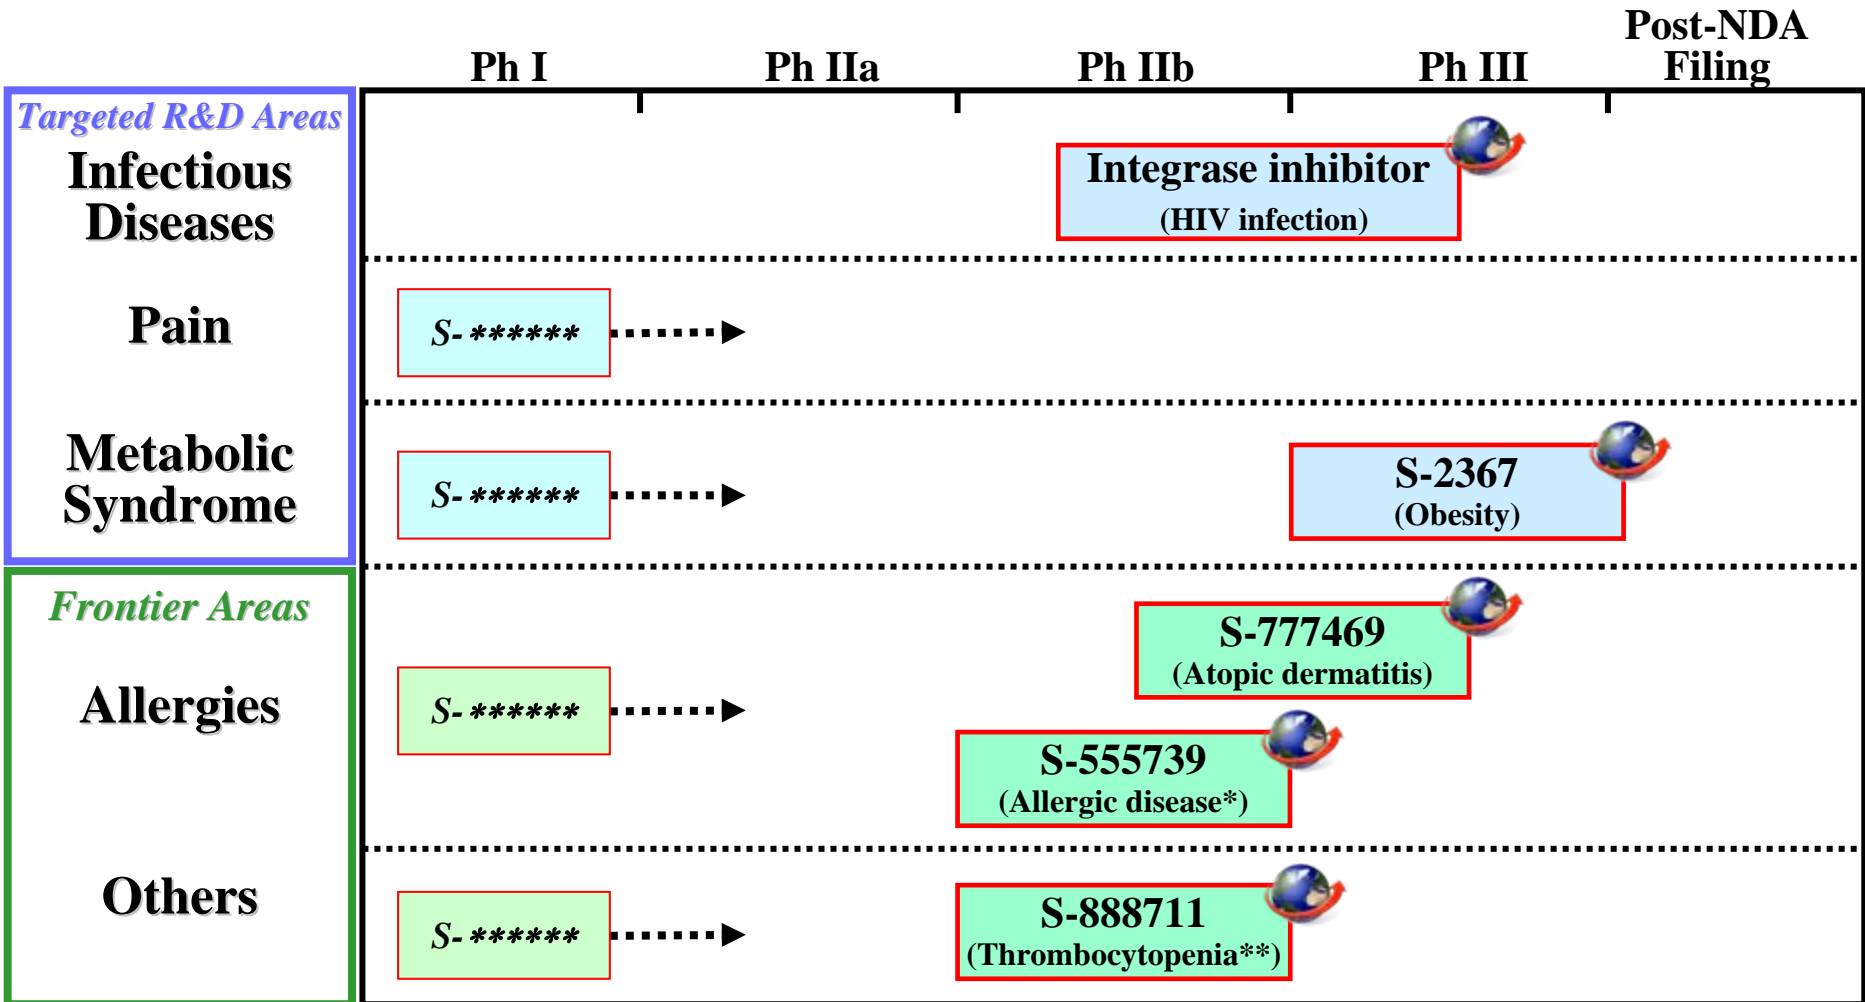 Ph I
Ph IIa
Ph IIb
Ph III
Post-NDA
Filing
Targeted R&D Areas
Infectious
Diseases
Integrase inhibitor
(HIV infection)
Pain
S- ******
Metabolic
Syndrome
S- ******
S-2367
(Obesity)
Frontier Areas
Allergies
S- ******
S-777469
(Atopic dermatitis)
S-555739
(Allergic disease*)
Others
S- ******
S-888711
(Thrombocytopenia**)